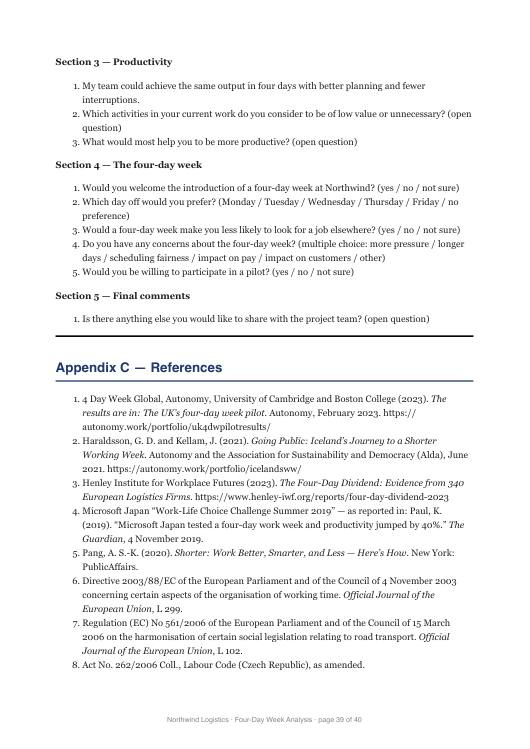 Section 3 — Productivity
1. My team could achieve the same output in four days with better planning and fewer
interruptions.
2. Which activities in your current work do you consider to be of low value or unnecessary? (open
question)
3. What would most help you to be more productive? (open question)
Section 4 — The four-day week
1. Would you welcome the introduction of a four-day week at Northwind? (yes / no / not sure)
2. Which day off would you prefer? (Monday / Tuesday / Wednesday / Thursday / Friday / no
preference)
3. Would a four-day week make you less likely to look for a job elsewhere? (yes / no / not sure)
4. Do you have any concerns about the four-day week? (multiple choice: more pressure / longer
days / scheduling fairness / impact on pay / impact on customers / other)
5. Would you be willing to participate in a pilot? (yes / no / not sure)
Section 5 — Final comments
1. Is there anything else you would like to share with the project team? (open question)
Appendix C — References
1. 4 Day Week Global, Autonomy, University of Cambridge and Boston College (2023). The
results are in: The UK's four-day week pilot. Autonomy, February 2023. https://
autonomy.work/portfolio/uk4dwpilotresults/
2. Haraldsson, G. D. and Kellam, J. (2021). Going Public: Iceland's Journey to a Shorter
Working Week. Autonomy and the Association for Sustainability and Democracy (Alda), June
2021. https://autonomy.work/portfolio/icelandsww/
3. Henley Institute for Workplace Futures (2023). The Four-Day Dividend: Evidence from 340
European Logistics Firms. https://www.henley-iwf.org/reports/four-day-dividend-2023
4. Microsoft Japan “Work-Life Choice Challenge Summer 2019” — as reported in: Paul, K.
(2019). “Microsoft Japan tested a four-day work week and productivity jumped by 40%.” The
Guardian, 4 November 2019.
5. Pang, A. S.-K. (2020). Shorter: Work Better, Smarter, and Less — Here's How. New York:
PublicAffairs.
6. Directive 2003/88/EC of the European Parliament and of the Council of 4 November 2003
concerning certain aspects of the organisation of working time. Official Journal of the
European Union, L 299.
7. Regulation (EC) No 561/2006 of the European Parliament and of the Council of 15 March
2006 on the harmonisation of certain social legislation relating to road transport. Official
Journal of the European Union, L 102.
8. Act No. 262/2006 Coll., Labour Code (Czech Republic), as amended.
Northwind Logistics · Four-Day Week Analysis · page 39 of 40